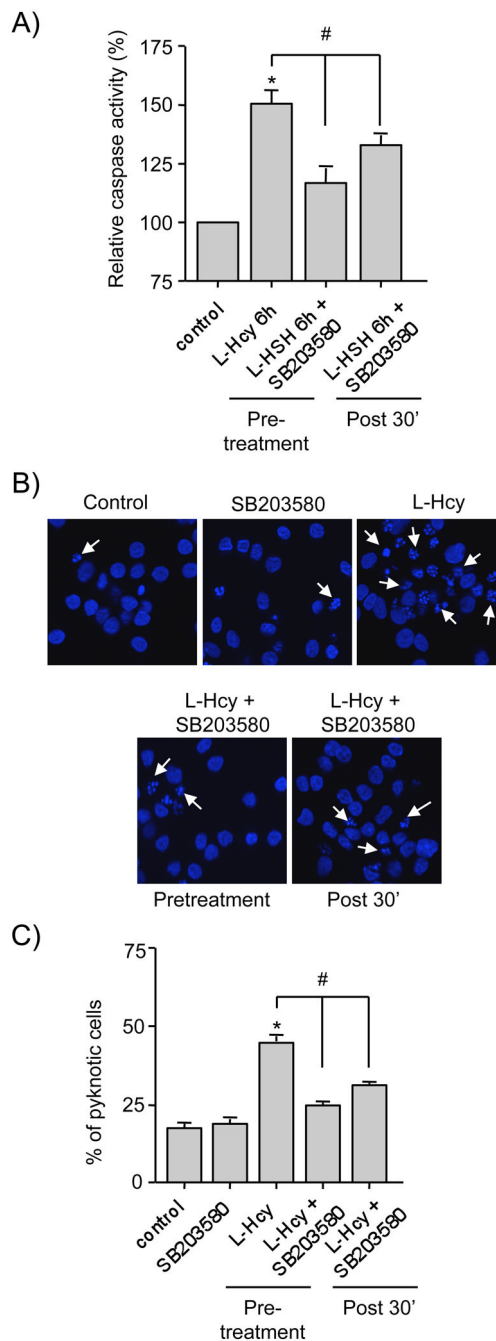 A)
#
Relative caspase activity (%)
175
150
125
100
75
*
control
L-Hcy 6h
L-HSH 6h +
SB203580
L-HSH 6h +
SB203580
Pre-
treatment
Post 30'
B)
Control
SB203580
L-Hcy
L-Hcy +
SB203580
L-Hcy +
SB203580
Pretreatment
Post 30'
C)
#
% of pyknotic cells
75
50
25
0
*
control
SB203580
L-Hcy
L-Hcy +
SB203580
L-Hcy +
SB203580
Pre-
treatment
Post 30'